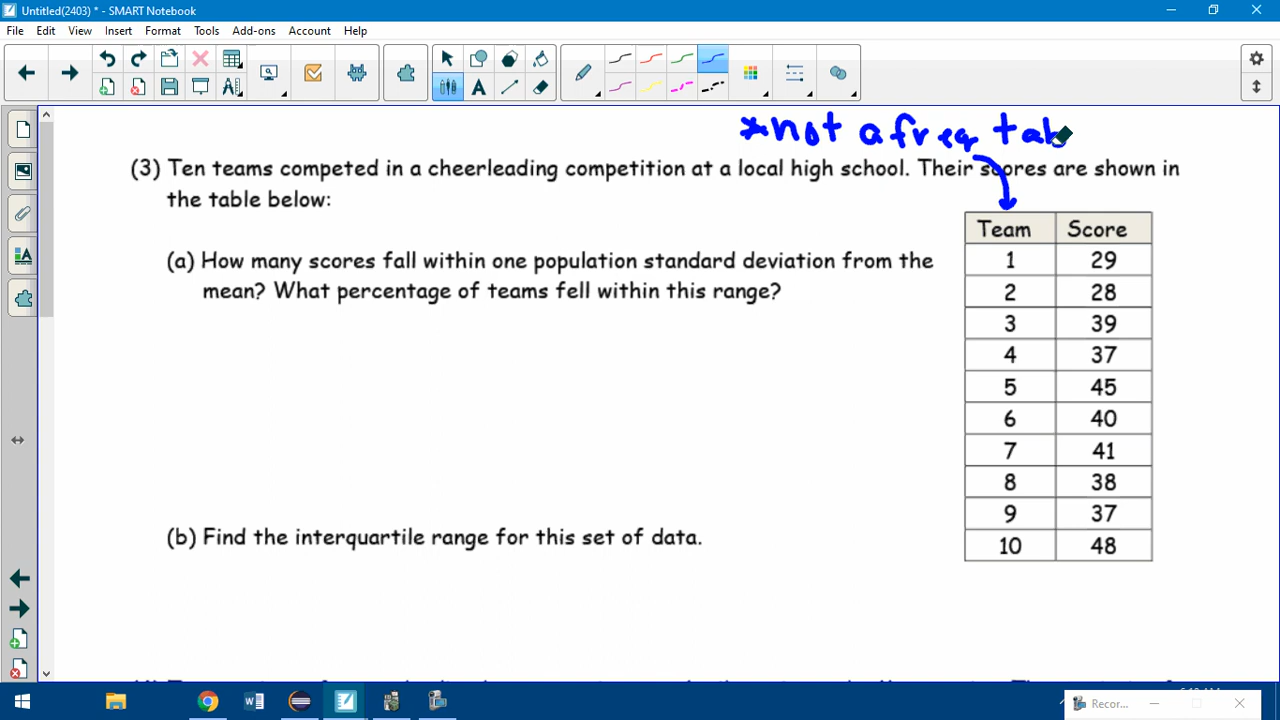 Untitled(2403) * - SMART Notebook
File Edit View Insert Format Tools Add-ons Account Help
*not a freq tab
(3) Ten teams competed in a cheerleading competition at a local high school. Their scores are shown in
the table below:
Team Score
(a) How many scores fall within one population standard deviation from the
mean? What percentage of teams fell within this range?
1 29
2 28
3 39
4 37
5 45
6 40
7 41
8 38
9 37
10 48
(b) Find the interquartile range for this set of data.
Recor...